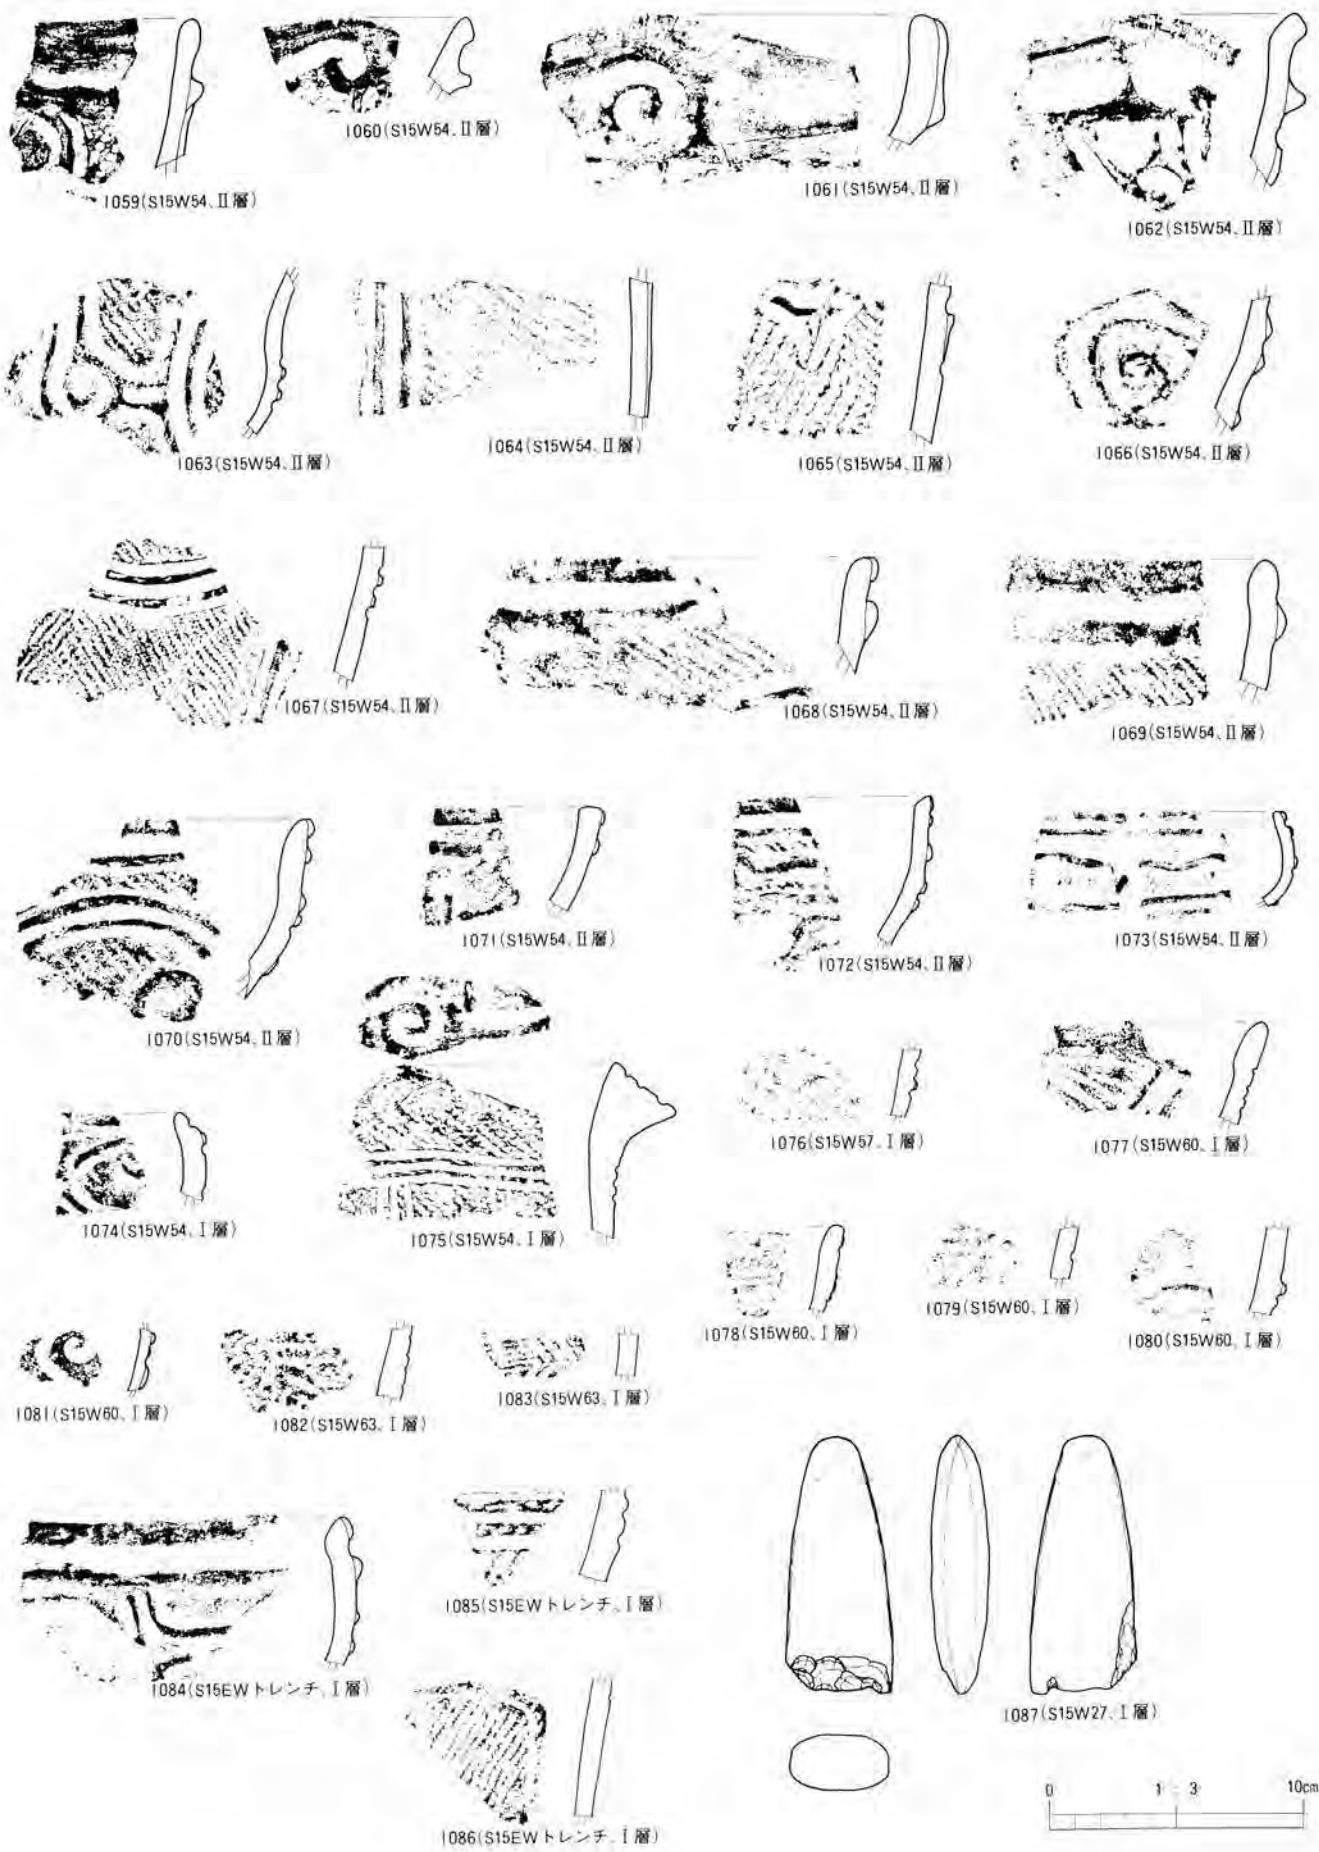 1059(S15W54、II層)
1060(S15W54、II層)
1061(S15W54、II層)
1062(S15W54、II層)
1063(S15W54、II層)
1064(S15W54、II層)
1065(S15W54、II層)
1066(S15W54、II層)
1067(S15W54、II層)
1068(S15W54、II層)
1069(S15W54、II層)
1070(S15W54、II層)
1071(S15W54、II層)
1072(S15W54、II層)
1073(S15W54、II層)
1074(S15W54、I層)
1075(S15W54、I層)
1076(S15W57、I層)
1077(S15W60、I層)
1078(S15W60、I層)
1079(S15W60、I層)
1080(S15W60、I層)
1081(S15W60、I層)
1082(S15W63、I層)
1083(S15W63、I層)
1084(S15EWトレンチ、I層)
1085(S15EWトレンチ、I層)
1086(S15EWトレンチ、I層)
1087(S15W27、I層)
0 1:3 10cm